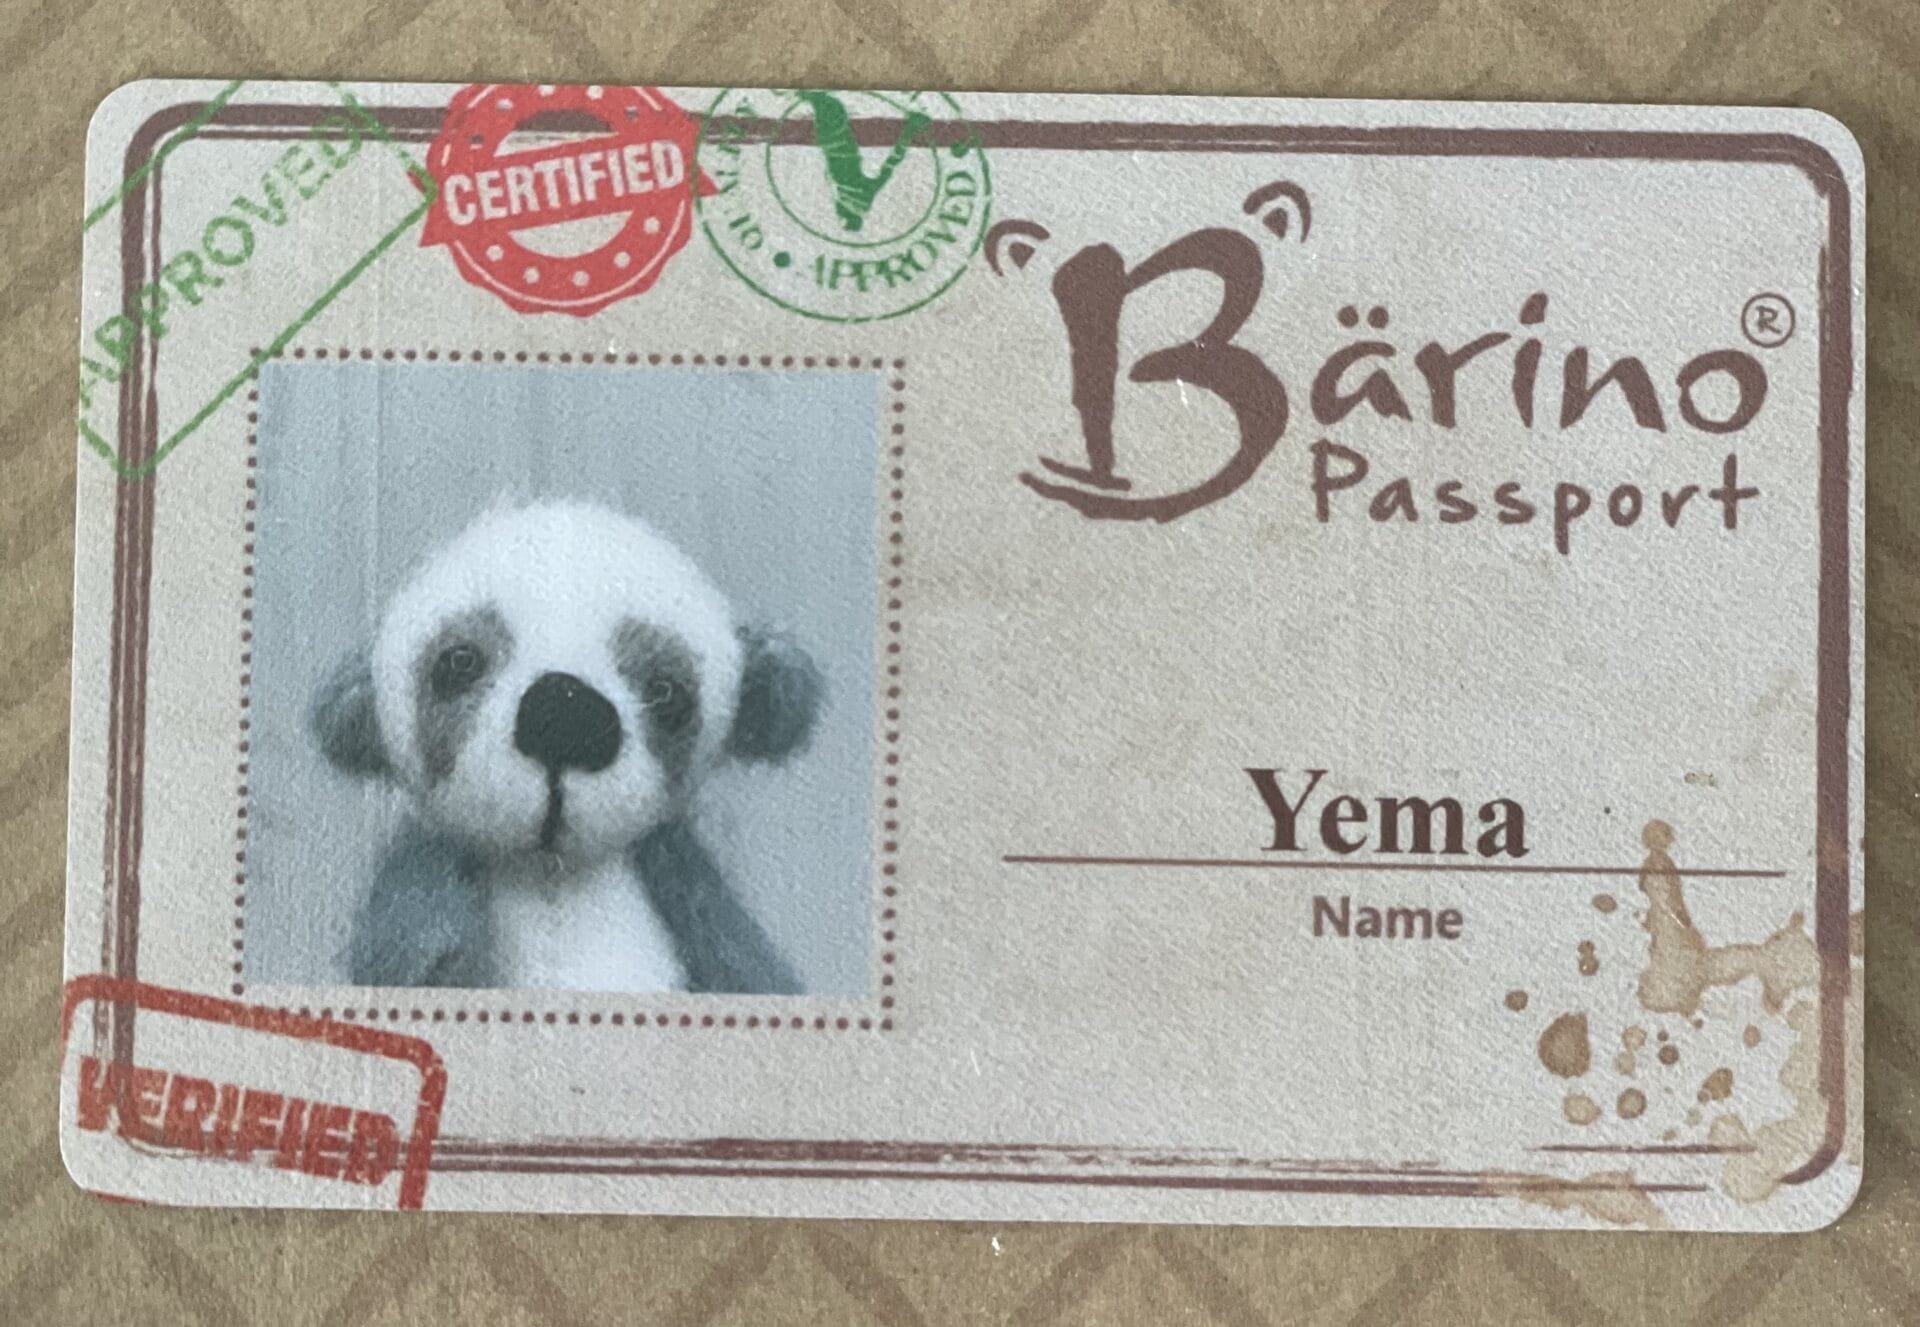 APPROVED
CERTIFIED
APPROVED
Bärino®
Passport
Yema
Name
VERIFIED